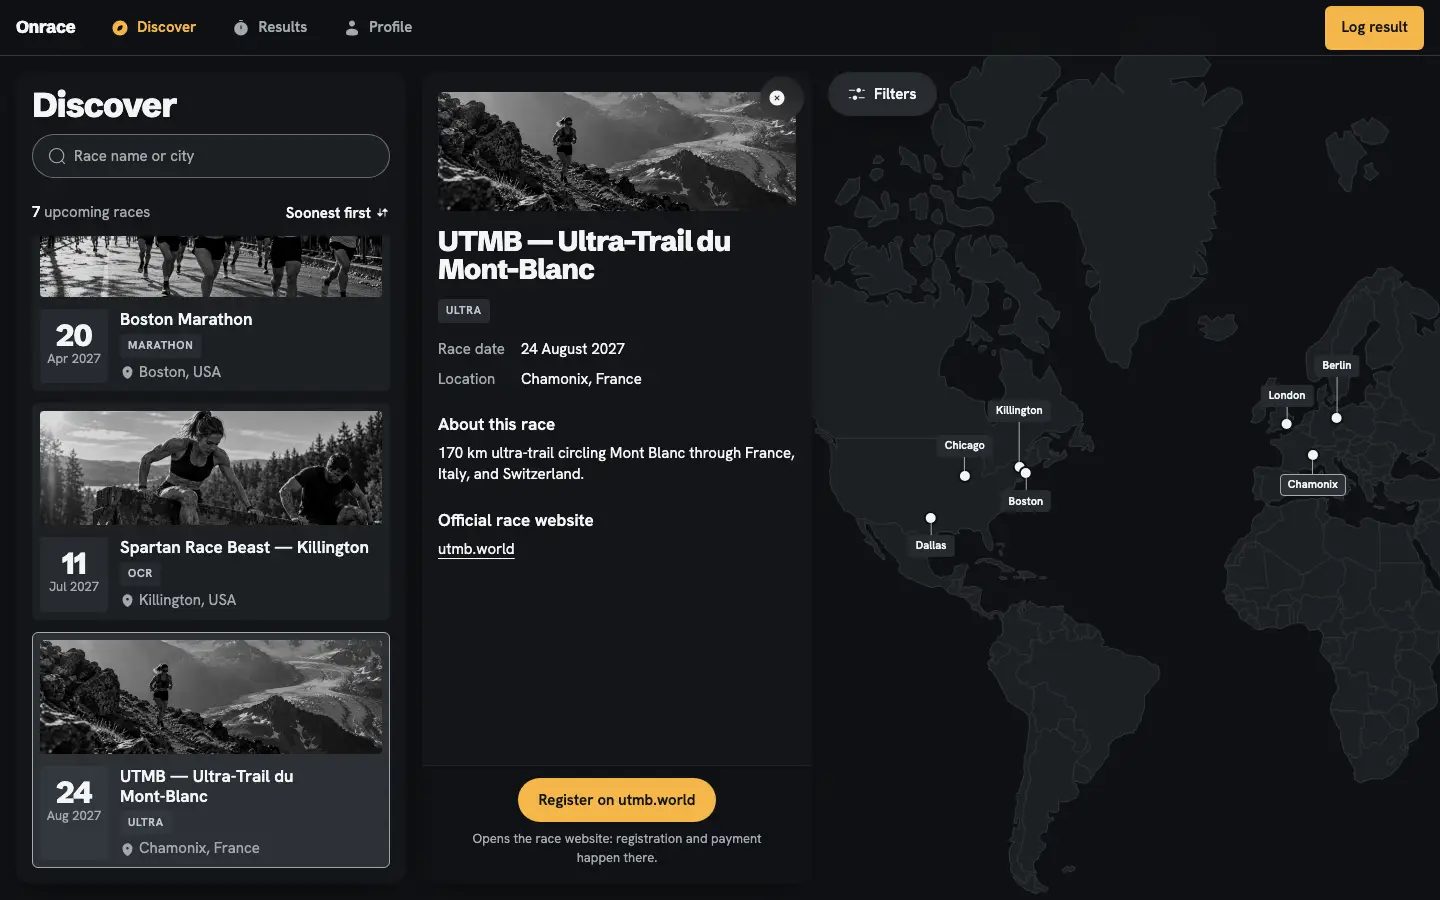 Onrace
Discover
Results
Profile
Log result
Discover
Race name or city
7 upcoming races
Soonest first
20
Apr 2027
Boston Marathon
MARATHON
Boston, USA
11
Jul 2027
Spartan Race Beast — Killington
OCR
Killington, USA
24
Aug 2027
UTMB — Ultra-Trail du
Mont-Blanc
ULTRA
Chamonix, France
UTMB — Ultra-Trail du
Mont-Blanc
ULTRA
Race date 24 August 2027
Location Chamonix, France
About this race
170 km ultra-trail circling Mont Blanc through France,
Italy, and Switzerland.
Official race website
utmb.world
Register on utmb.world
Opens the race website: registration and payment
happen there.
Filters
Berlin
London
Killington
Chicago
Chamonix
Boston
Dallas